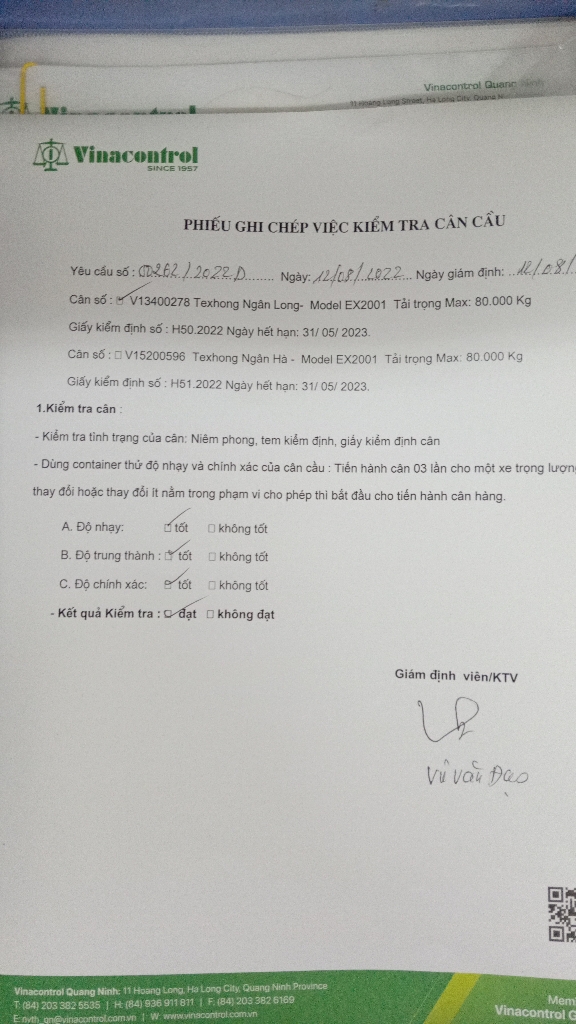 Vinacontrol Quang Ninh
11 Hoang Long Street, Ha Long City, Quang N
Vinacontrol
SINCE 1957
PHIẾU GHI CHÉP VIỆC KIỂM TRA CÂN CẦU
Yêu cầu số : 00262/2022D....... Ngày: 12/08/2022 Ngày giám định: ..12/08/
Cân số : ☑ V13400278 Texhong Ngân Long- Model EX2001 Tải trọng Max: 80.000 Kg
Giấy kiểm định số : H50.2022 Ngày hết hạn: 31/ 05/ 2023.
Cân số : ☐ V15200596 Texhong Ngân Hà - Model EX2001 Tải trọng Max: 80.000 Kg
Giấy kiểm định số : H51.2022 Ngày hết hạn: 31/ 05/ 2023.
1.Kiểm tra cân :
- Kiểm tra tình trạng của cân: Niêm phong, tem kiểm định, giấy kiểm định cân
- Dùng container thử độ nhạy và chính xác của cân cầu : Tiến hành cân 03 lần cho một xe trọng lượng
thay đổi hoặc thay đổi ít nằm trong phạm vi cho phép thì bắt đầu cho tiến hành cân hàng.
A. Độ nhạy: ☑ tốt ☐ không tốt
B. Độ trung thành : ☑ tốt ☐ không tốt
C. Độ chính xác: ☑ tốt ☐ không tốt
- Kết quả Kiểm tra : ☑ đạt ☐ không đạt
Giám định viên/KTV
Vũ Văn Đạo
Vinacontrol Quang Ninh: 11 Hoang Long, Ha Long City, Quang Ninh Province
T: (84) 203 382 5535 | H: (84) 936 911 811 | F: (84) 203 382 6169
E: nvth_qn@vinacontrol.com.vn | W: www.vinacontrol.com.vn
Mem
Vinacontrol G